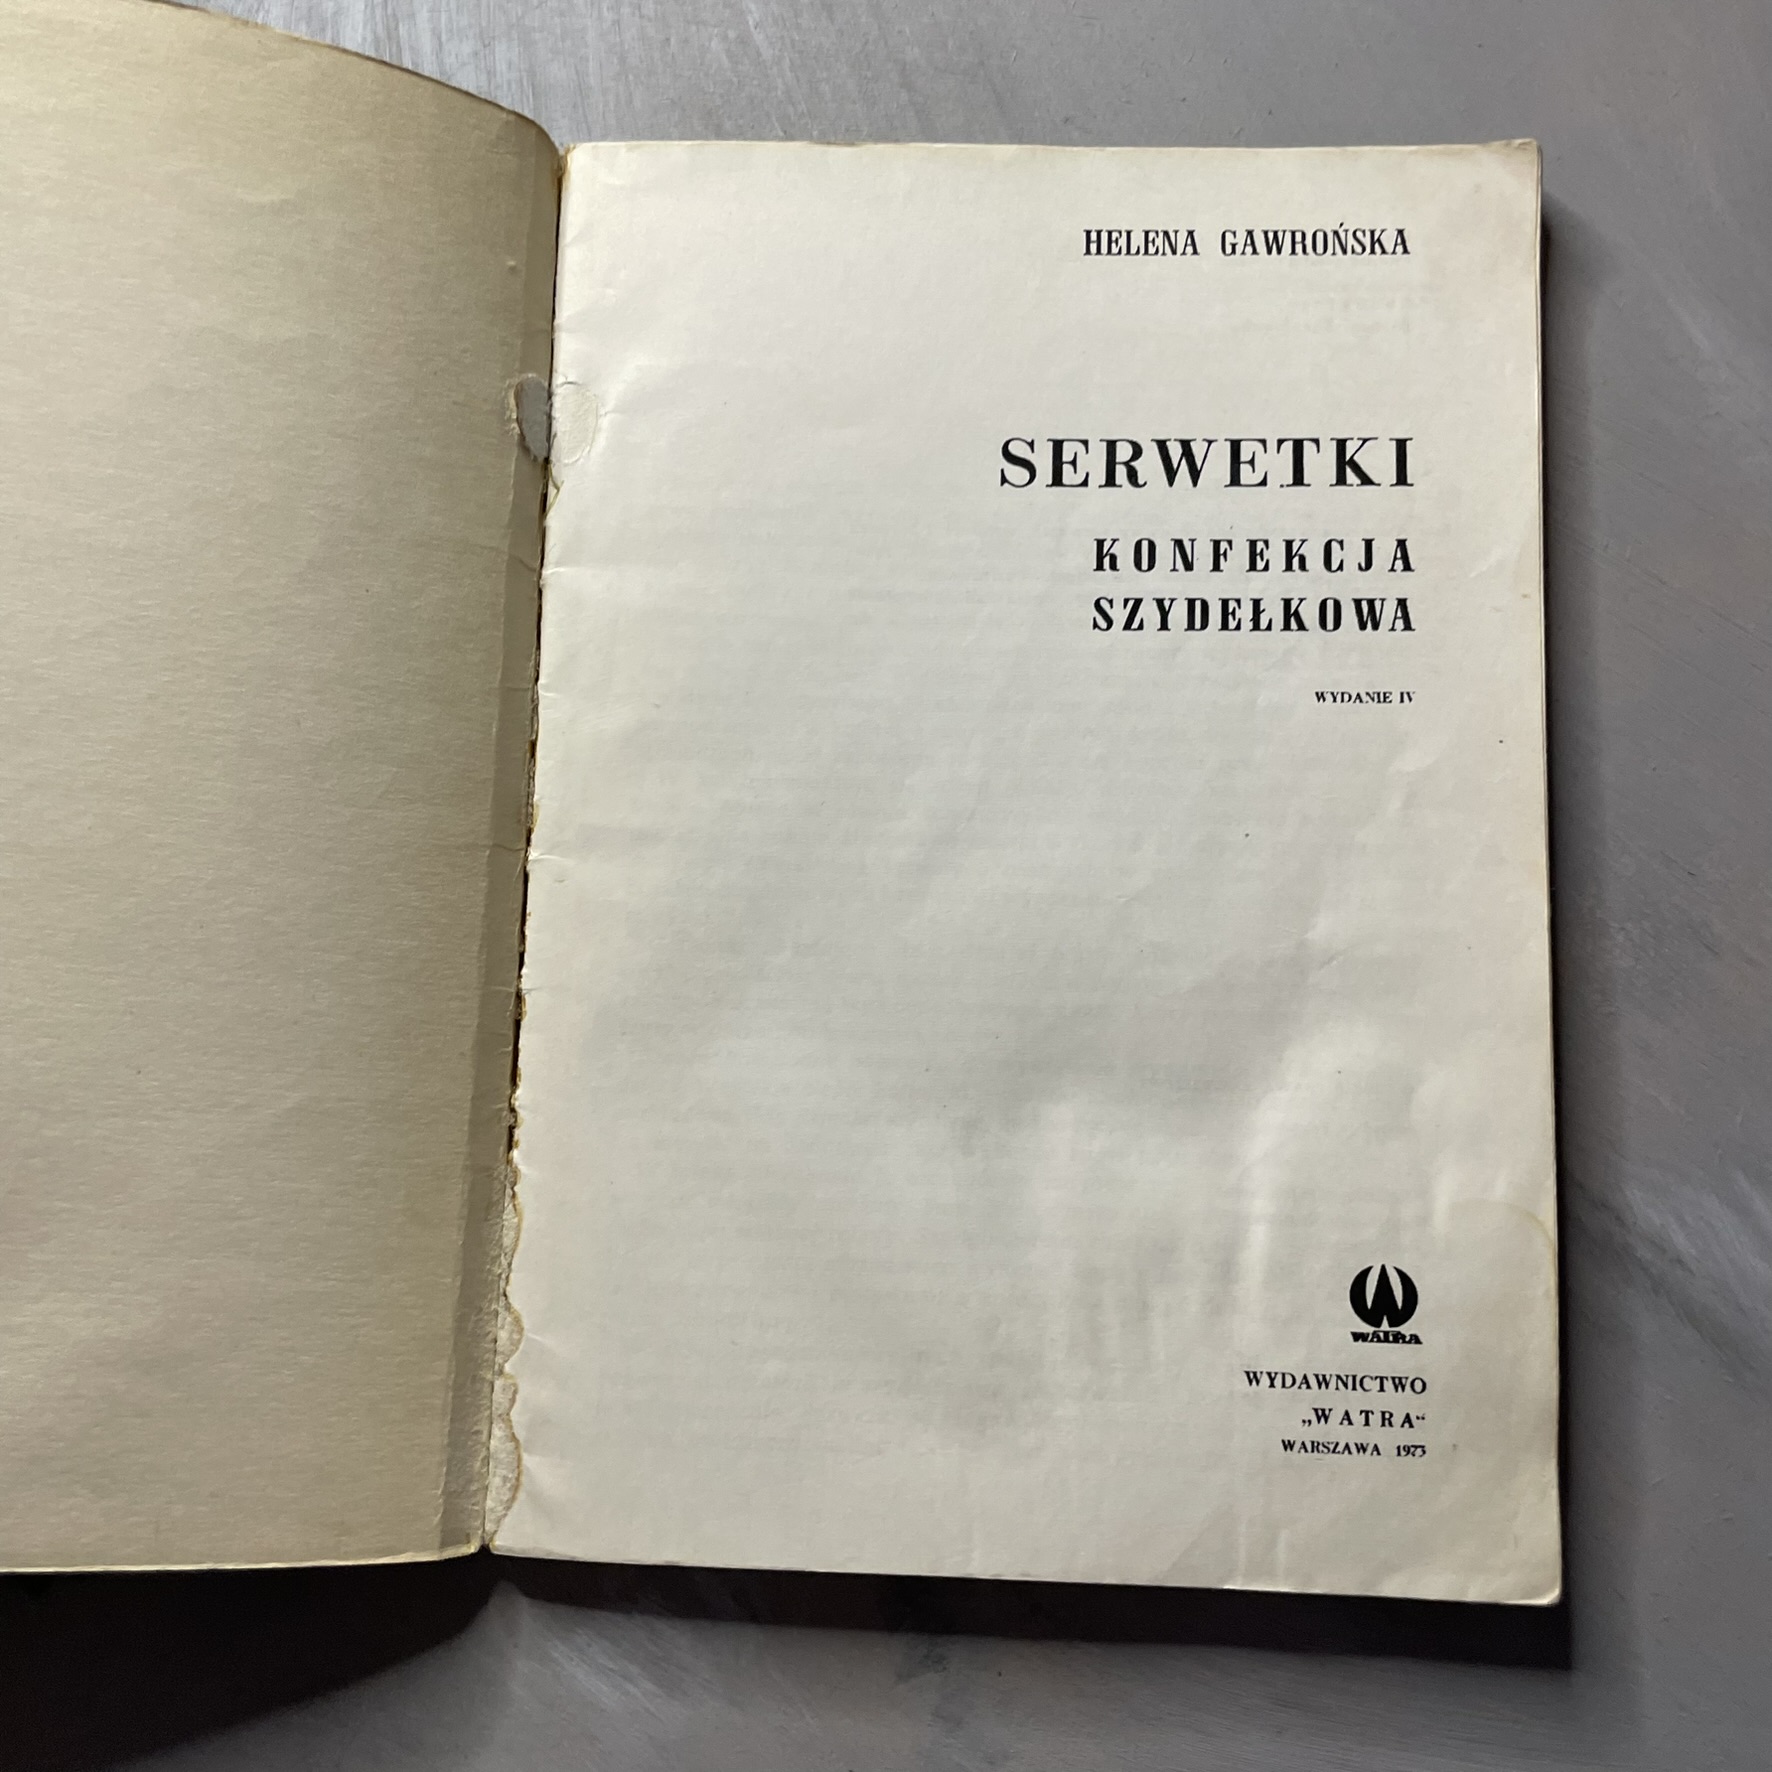 HELENA GAWROŃSKA
SERWETKI
KONFEKCJA
SZYDEŁKOWA
WYDANIE IV
WATRA
WYDAWNICTWO
„WATRA“
WARSZAWA 1973